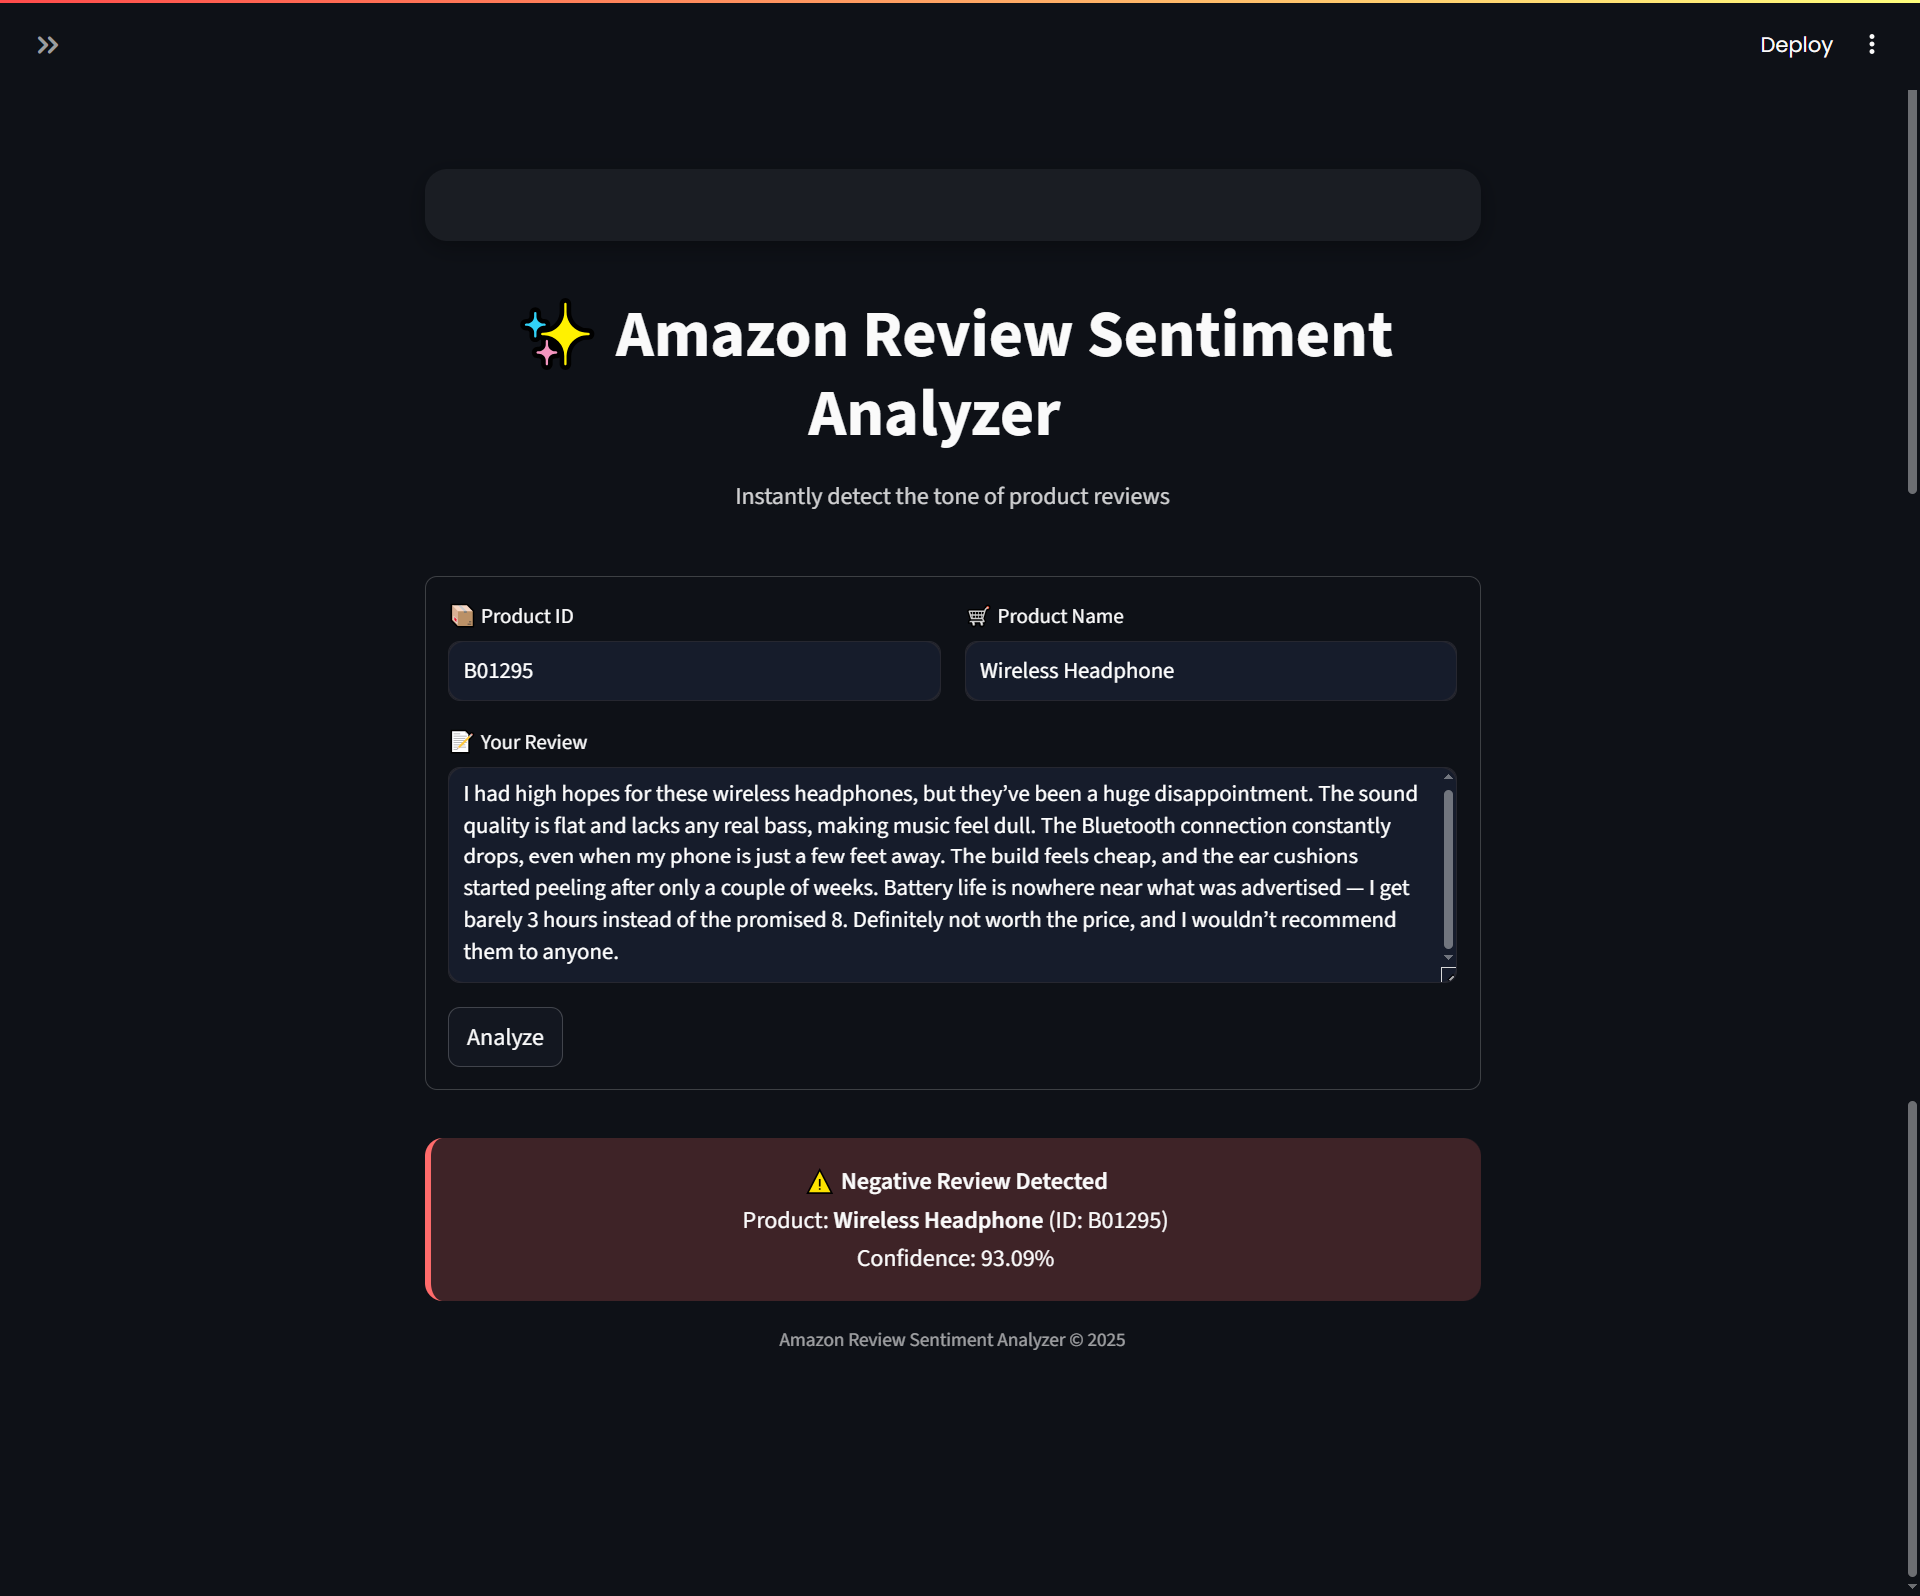 Deploy
✨ Amazon Review Sentiment
Analyzer
Instantly detect the tone of product reviews
📦 Product ID
🛒 Product Name
B01295
Wireless Headphone
📝 Your Review
I had high hopes for these wireless headphones, but they’ve been a huge disappointment. The sound
quality is flat and lacks any real bass, making music feel dull. The Bluetooth connection constantly
drops, even when my phone is just a few feet away. The build feels cheap, and the ear cushions
started peeling after only a couple of weeks. Battery life is nowhere near what was advertised — I get
barely 3 hours instead of the promised 8. Definitely not worth the price, and I wouldn’t recommend
them to anyone.
Analyze
⚠️ Negative Review Detected
Product: Wireless Headphone (ID: B01295)
Confidence: 93.09%
Amazon Review Sentiment Analyzer © 2025